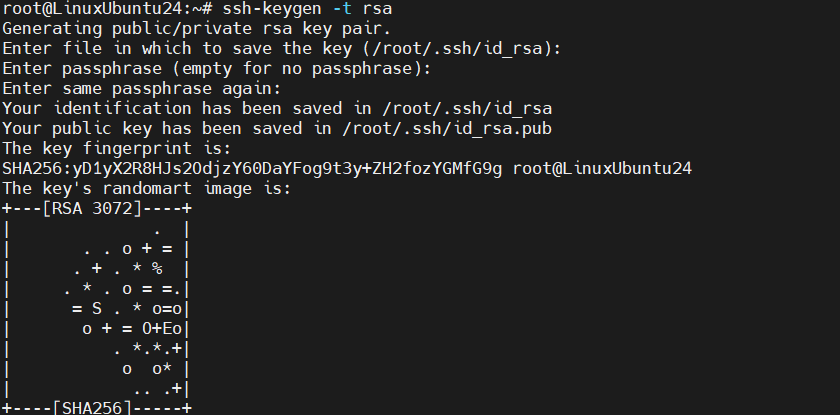 root@LinuxUbuntu24:~# ssh-keygen -t rsa
Generating public/private rsa key pair.
Enter file in which to save the key (/root/.ssh/id_rsa):
Enter passphrase (empty for no passphrase):
Enter same passphrase again:
Your identification has been saved in /root/.ssh/id_rsa
Your public key has been saved in /root/.ssh/id_rsa.pub
The key fingerprint is:
SHA256:yD1yX2R8HJs2OdjzY60DaYFog9t3y+ZH2fozYGMfG9g root@LinuxUbuntu24
The key's randomart image is:
+---[RSA 3072]----+
|              .  |
|       . . o + = |
|      . + . * %  |
|     . * . o = =.|
|      = S . * o=o|
|       o + = O+Eo|
|          . *.*.+|
|           o  o* |
|            .. .+|
+----[SHA256]-----+